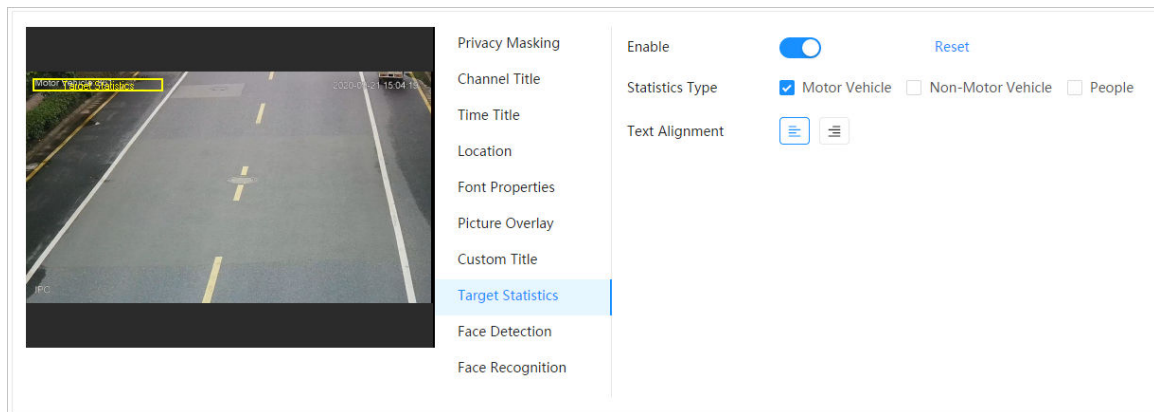 Privacy Masking
Channel Title
Time Title
Location
Font Properties
Picture Overlay
Custom Title
Target Statistics
Face Detection
Face Recognition
Enable
Reset
Statistics Type
Motor Vehicle
Non-Motor Vehicle
People
Text Alignment
Motor
Target Statistics
IPC